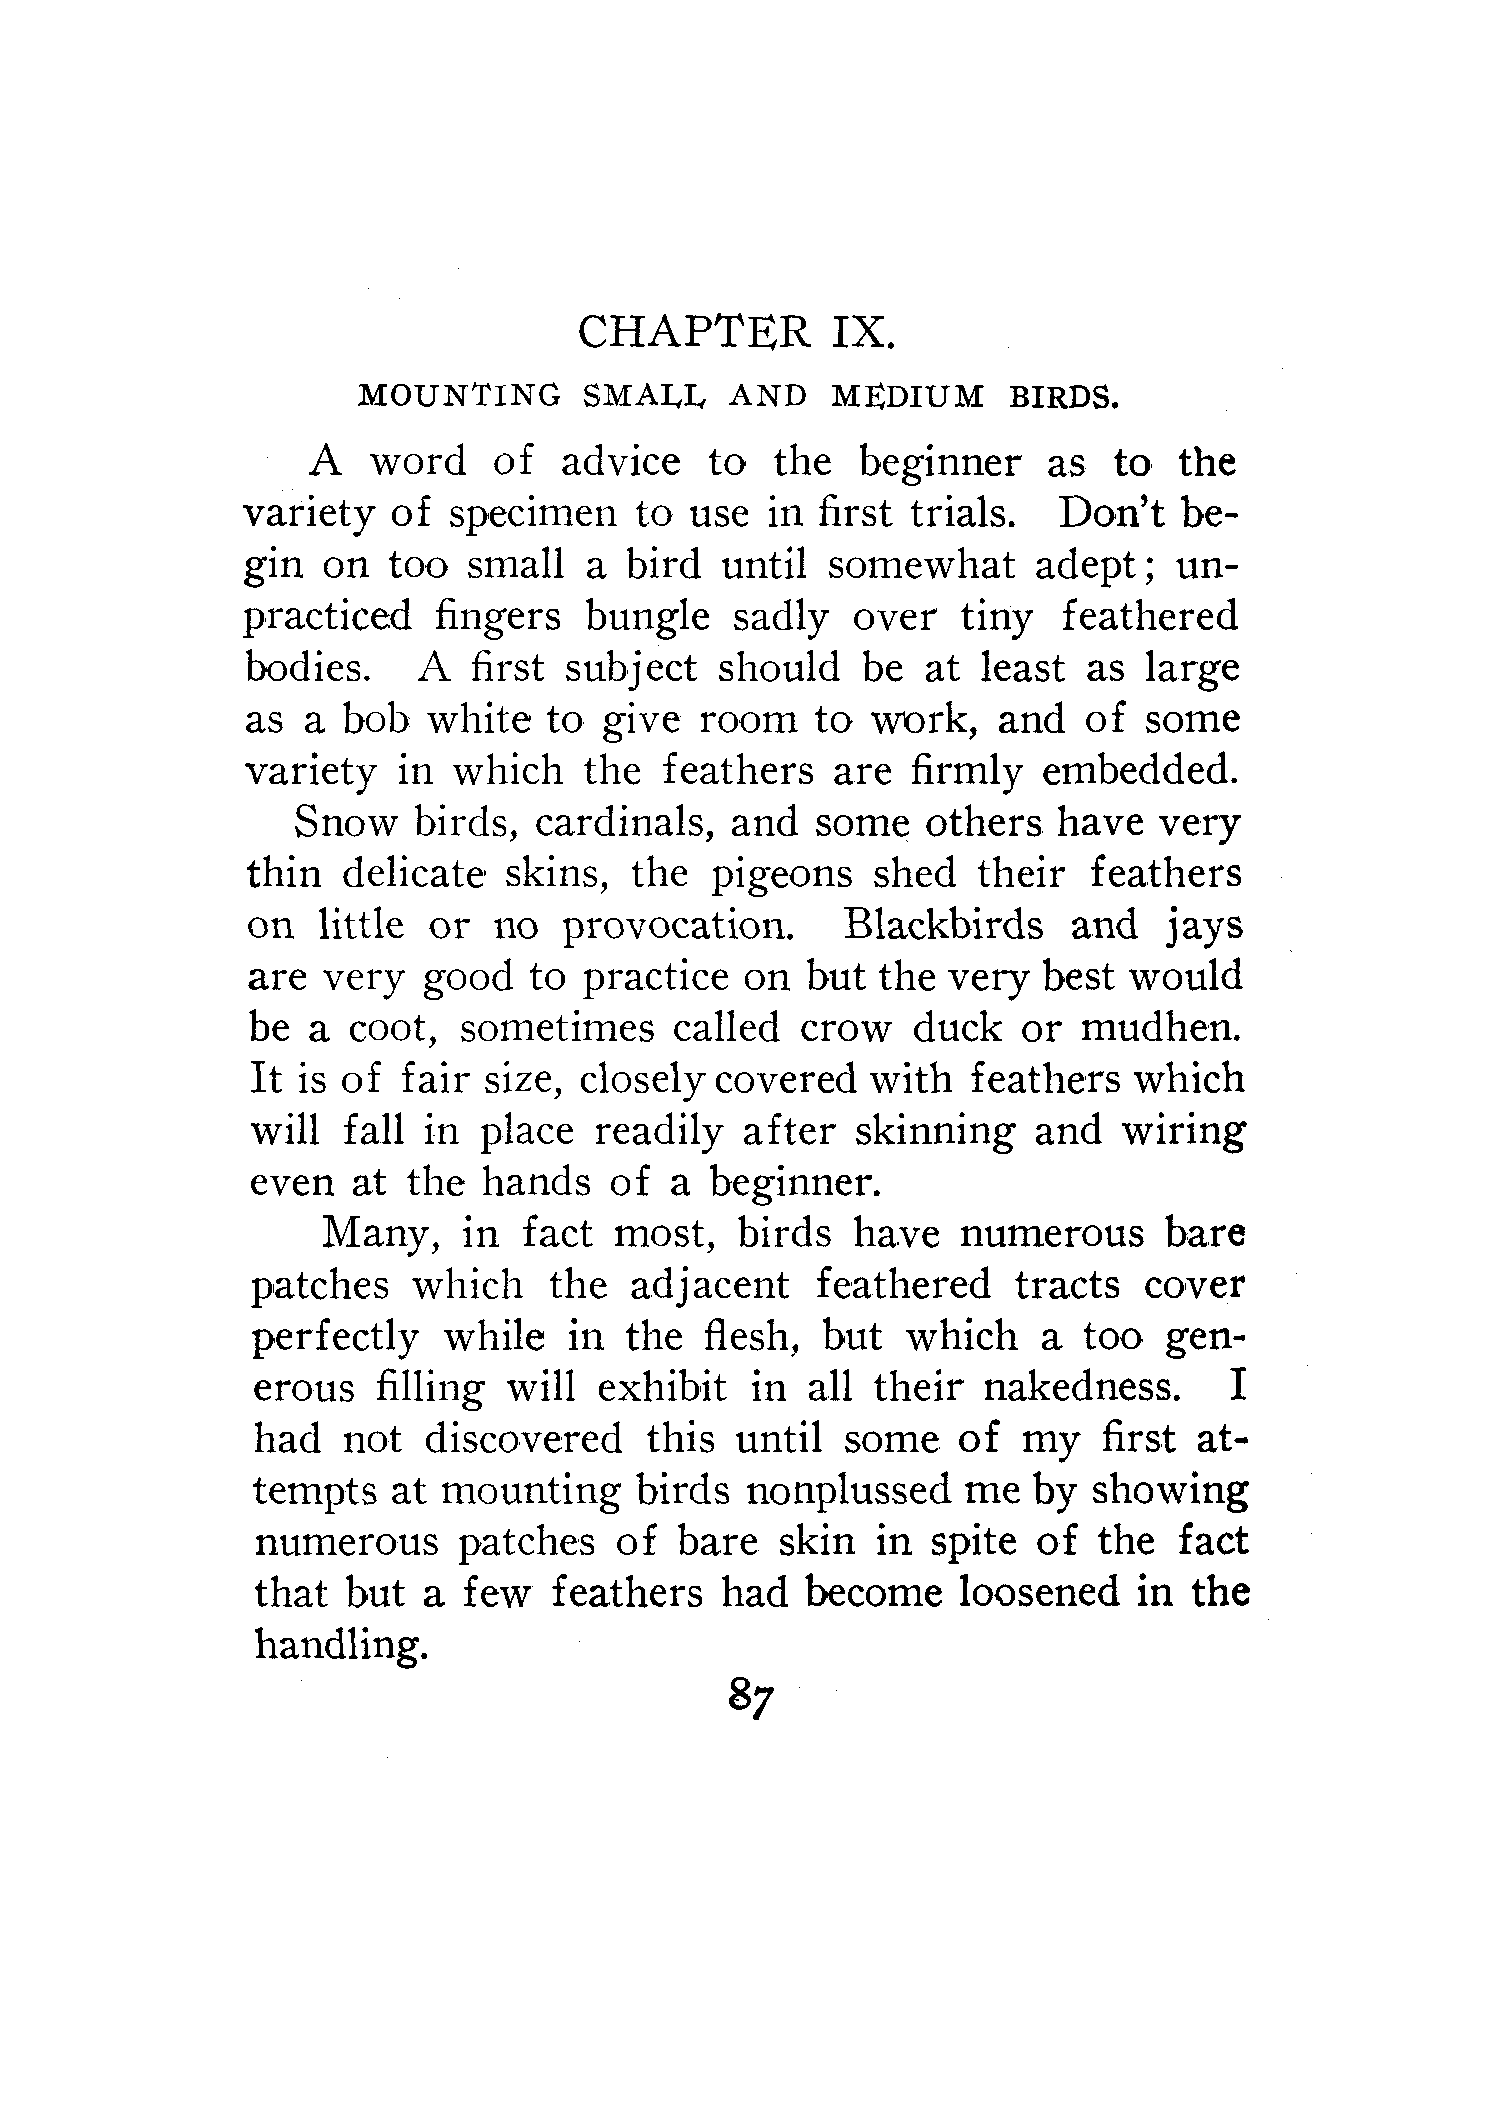 CHAPTER IX.
MOUNTING SMALL AND MEDIUM BIRDS.
A word of advice to the beginner as to the
variety of specimen to use in first trials. Don't be-
gin on too small a bird until somewhat adept; un-
practiced fingers bungle sadly over tiny feathered
bodies. A first subject should be at least as large
as a bob white to give room to work, and of some
variety in which the feathers are firmly embedded.
Snow birds, cardinals, and some others have very
thin delicate skins, the pigeons shed their feathers
on little or no provocation. Blackbirds and jays
are very good to practice on but the very best would
be a coot, sometimes called crow duck or mudhen.
It is of fair size, closely covered with feathers which
will fall in place readily after skinning and wiring
even at the hands of a beginner.
Many, in fact most, birds have numerous bare
patches which the adjacent feathered tracts cover
perfectly while in the flesh, but which a too gen-
erous filling will exhibit in all their nakedness. I
had not discovered this until some of my first at-
tempts at mounting birds nonplussed me by showing
numerous patches of bare skin in spite of the fact
that but a few feathers had become loosened in the
handling.
87